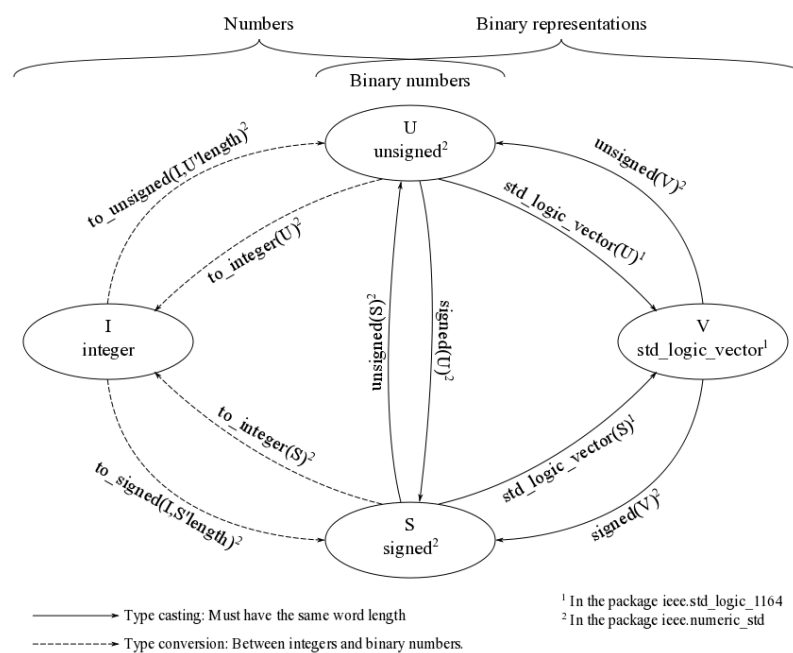 Numbers
Binary representations
Binary numbers
U
unsigned²
to_unsigned(I,U'length)²
unsigned(V)²
to_integer(U)²
std_logic_vector(U)¹
I
integer
unsigned(S)²
signed(U)²
V
std_logic_vector¹
to_integer(S)²
std_logic_vector(S)¹
to_signed(I,S'length)²
signed(V)²
S
signed²
Type casting: Must have the same word length
Type conversion: Between integers and binary numbers.
¹ In the package ieee.std_logic_1164
² In the package ieee.numeric_std